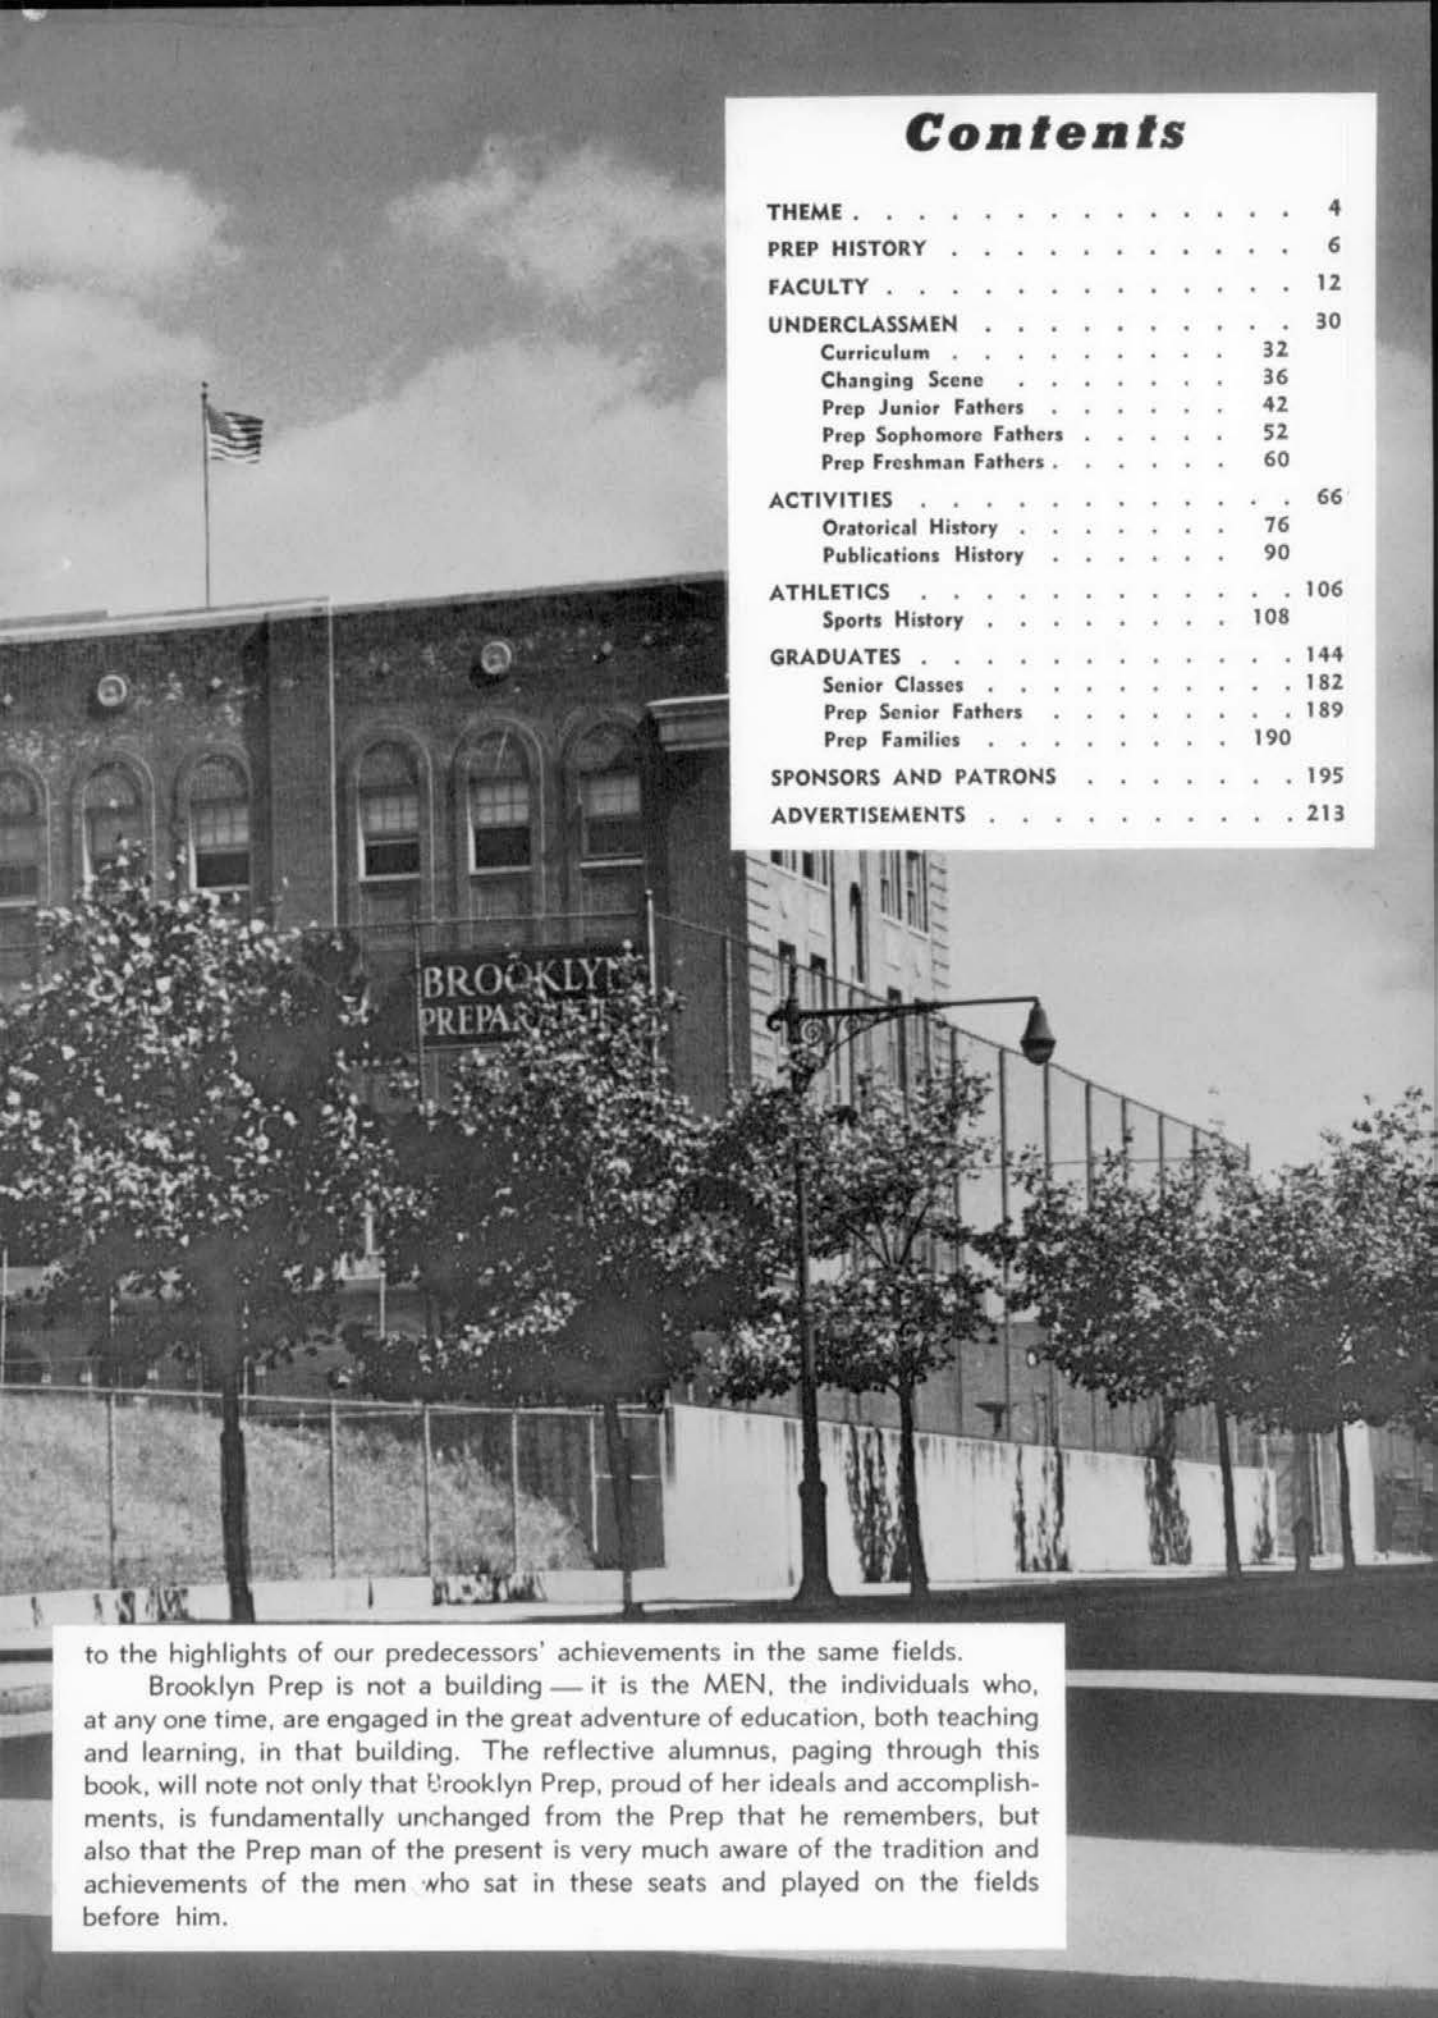 Contents
THEME . . . . . . . . . . . . . . 4
PREP HISTORY . . . . . . . . . . . 6
FACULTY . . . . . . . . . . . . . 12
UNDERCLASSMEN . . . . . . . . . . 30
Curriculum . . . . . . . . . 32
Changing Scene . . . . . . . 36
Prep Junior Fathers . . . . . . 42
Prep Sophomore Fathers . . . . . 52
Prep Freshman Fathers . . . . . . 60
ACTIVITIES . . . . . . . . . . . . 66
Oratorical History . . . . . . . 76
Publications History . . . . . . 90
ATHLETICS . . . . . . . . . . . . 106
Sports History . . . . . . . . 108
GRADUATES . . . . . . . . . . . . 144
Senior Classes . . . . . . . . . . 182
Prep Senior Fathers . . . . . . . . 189
Prep Families . . . . . . . . 190
SPONSORS AND PATRONS . . . . . . . 195
ADVERTISEMENTS . . . . . . . . . . 213
BROOKLYN
to the highlights of our predecessors' achievements in the same fields.
Brooklyn Prep is not a building — it is the MEN, the individuals who,
at any one time, are engaged in the great adventure of education, both teaching
and learning, in that building. The reflective alumnus, paging through this
book, will note not only that Brooklyn Prep, proud of her ideals and accomplish-
ments, is fundamentally unchanged from the Prep that he remembers, but
also that the Prep man of the present is very much aware of the tradition and
achievements of the men who sat in these seats and played on the fields
before him.